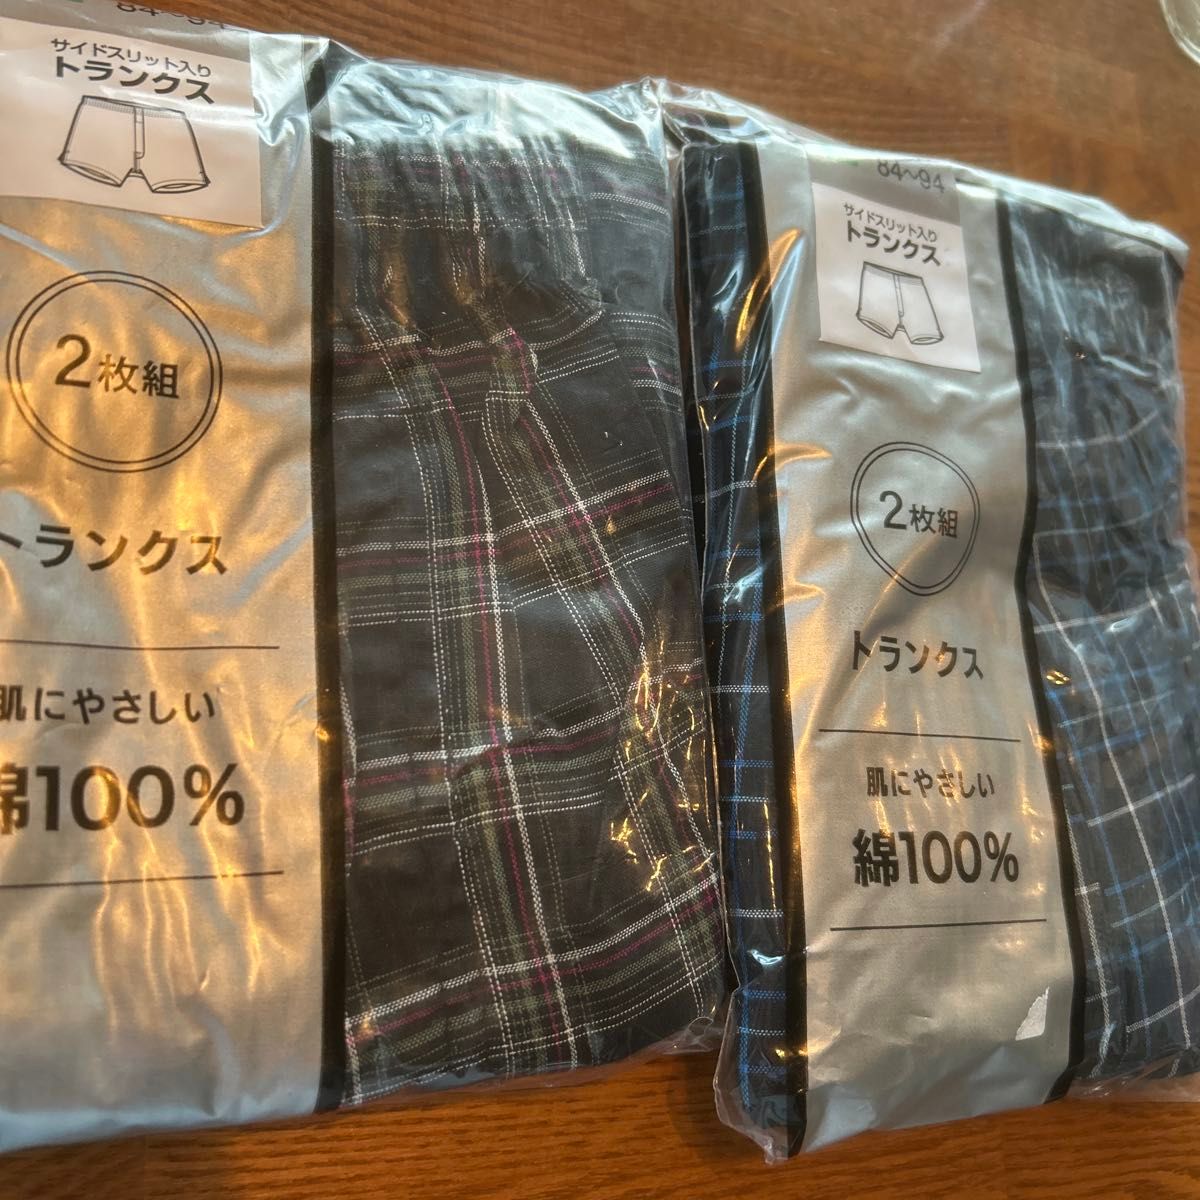 84~94
サイドスリット入り
トランクス
2枚組
トランクス
肌にやさしい
綿100%
84~94
サイドスリット入り
トランクス
2枚組
トランクス
肌にやさしい
綿100%